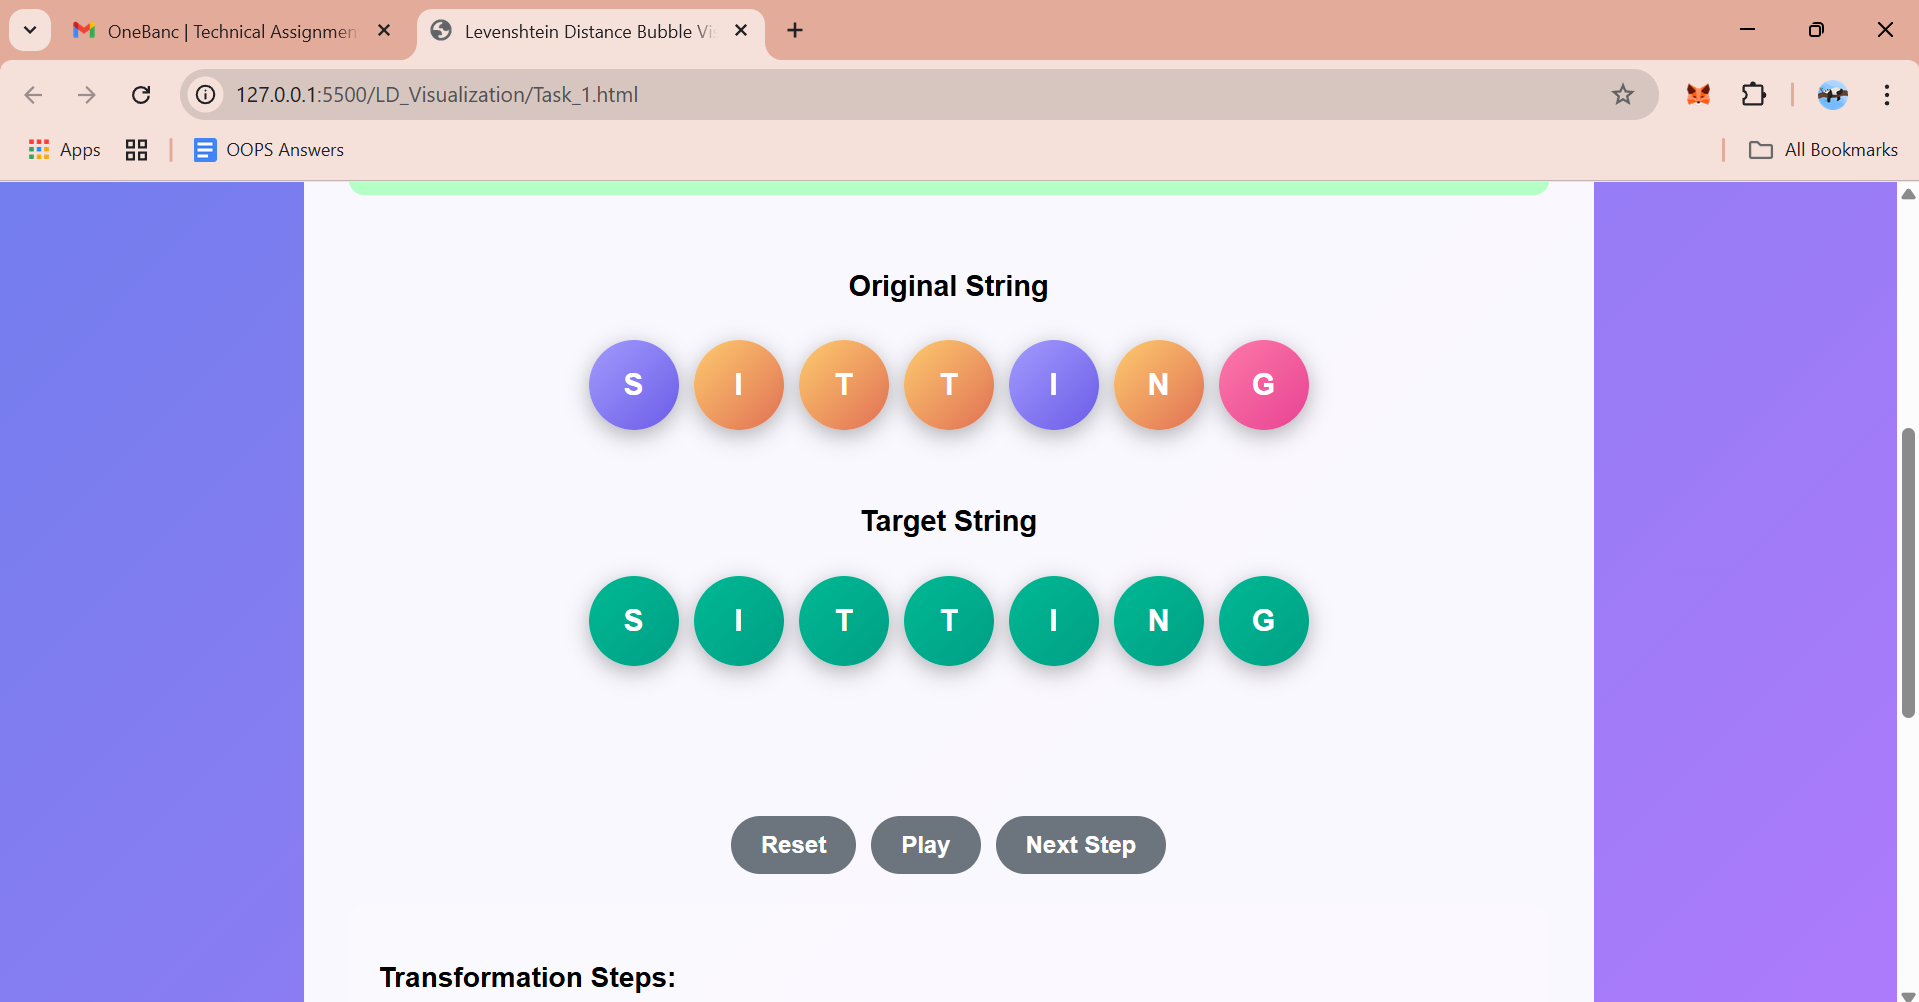 OneBanc | Technical Assignmen
Levenshtein Distance Bubble Vi
127.0.0.1:5500/LD_Visualization/Task_1.html
Apps
OOPS Answers
All Bookmarks
Original String
S I T T I N G
Target String
S I T T I N G
Reset Play Next Step
Transformation Steps: